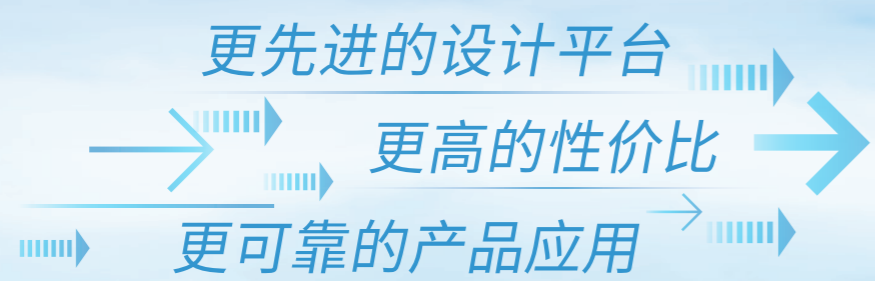 更先进的设计平台
更高的性价比
更可靠的产品应用